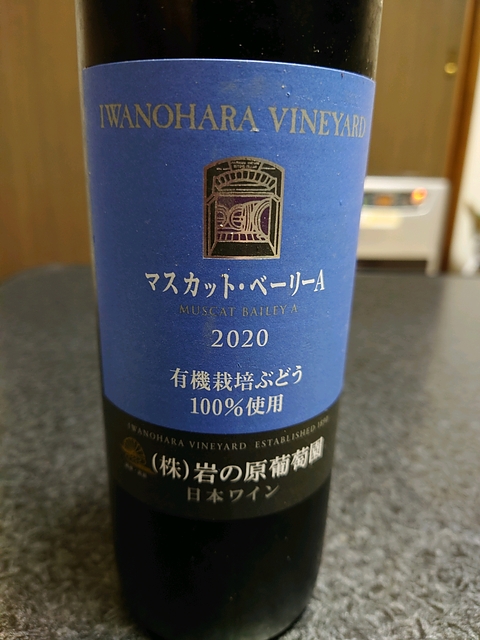 IWANOHARA VINEYARD
マスカット・ベーリーA
MUSCAT BAILEY A
2020
有機栽培ぶどう
100%使用
IWANOHARA VINEYARD ESTABLISHED 1890
(株)岩の原葡萄園
日本ワイン